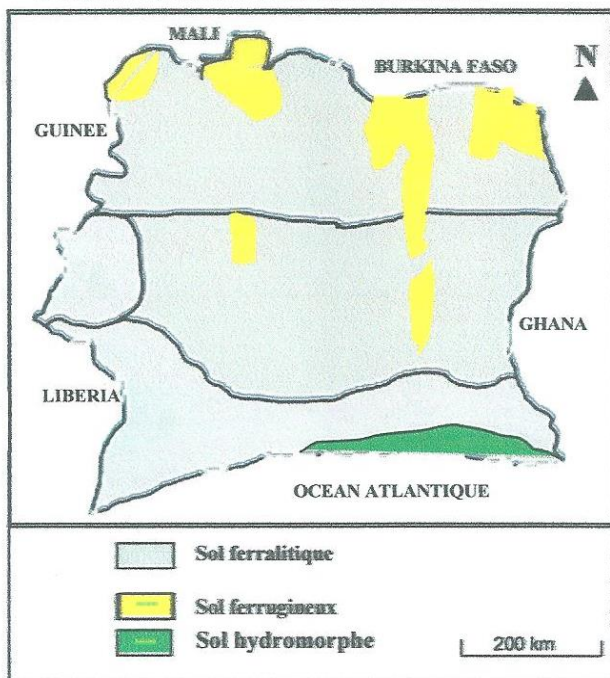 MALI
BURKINA FASO
N
GUINEE
GHANA
LIBERIA
OCEAN ATLANTIQUE
Sol ferralitique
Sol ferrugineux
Sol hydromorphe
200 km